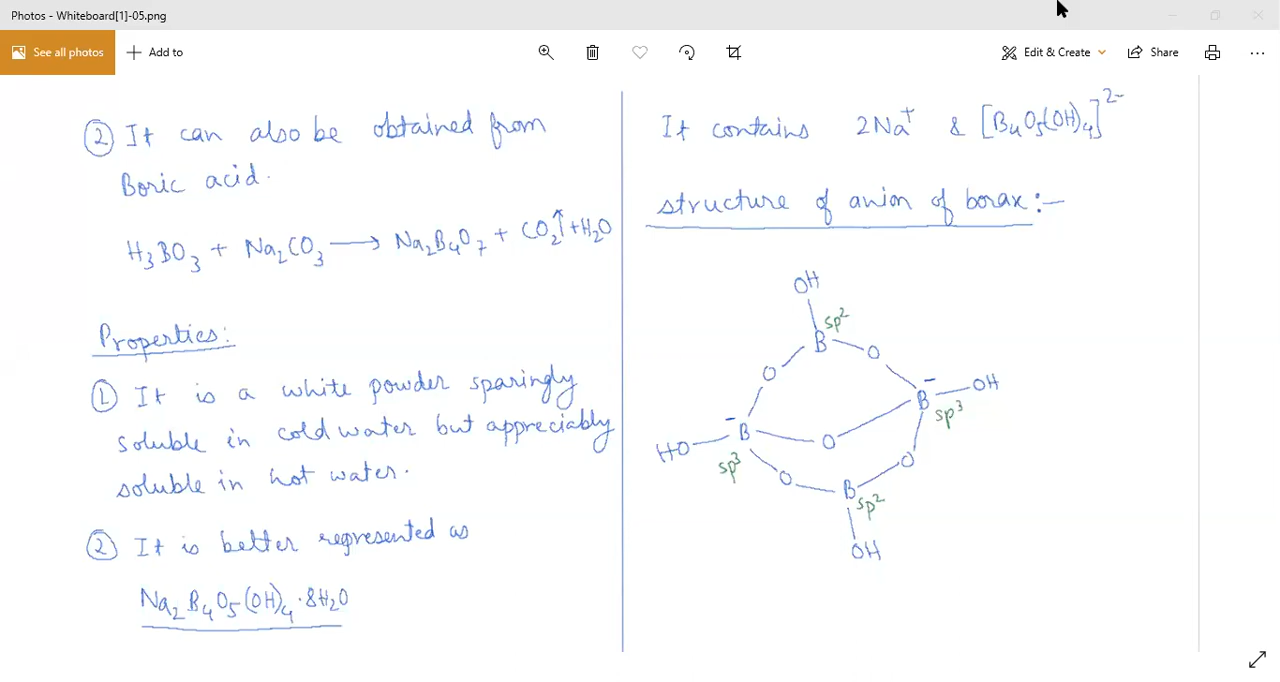 Photos - Whiteboard[1]-05.png
See all photos
Add to
Edit & Create
Share
② It can also be obtained from
Boric acid.
H₃BO₃ + Na₂CO₃ ⟶ Na₂B₄O₇ + CO₂↑ + H₂O
Properties:
① It is a white powder sparingly
soluble in cold water but appreciably
soluble in hot water.
② It is better represented as
Na₂B₄O₅(OH)₄·8H₂O
It contains 2Na⁺ & [B₄O₅(OH)₄]²⁻
structure of anion of borax:-
OH
sp²
B
O
O
B⁻
OH
sp³
B⁻
O
HO
sp³
O
O
B
sp²
OH